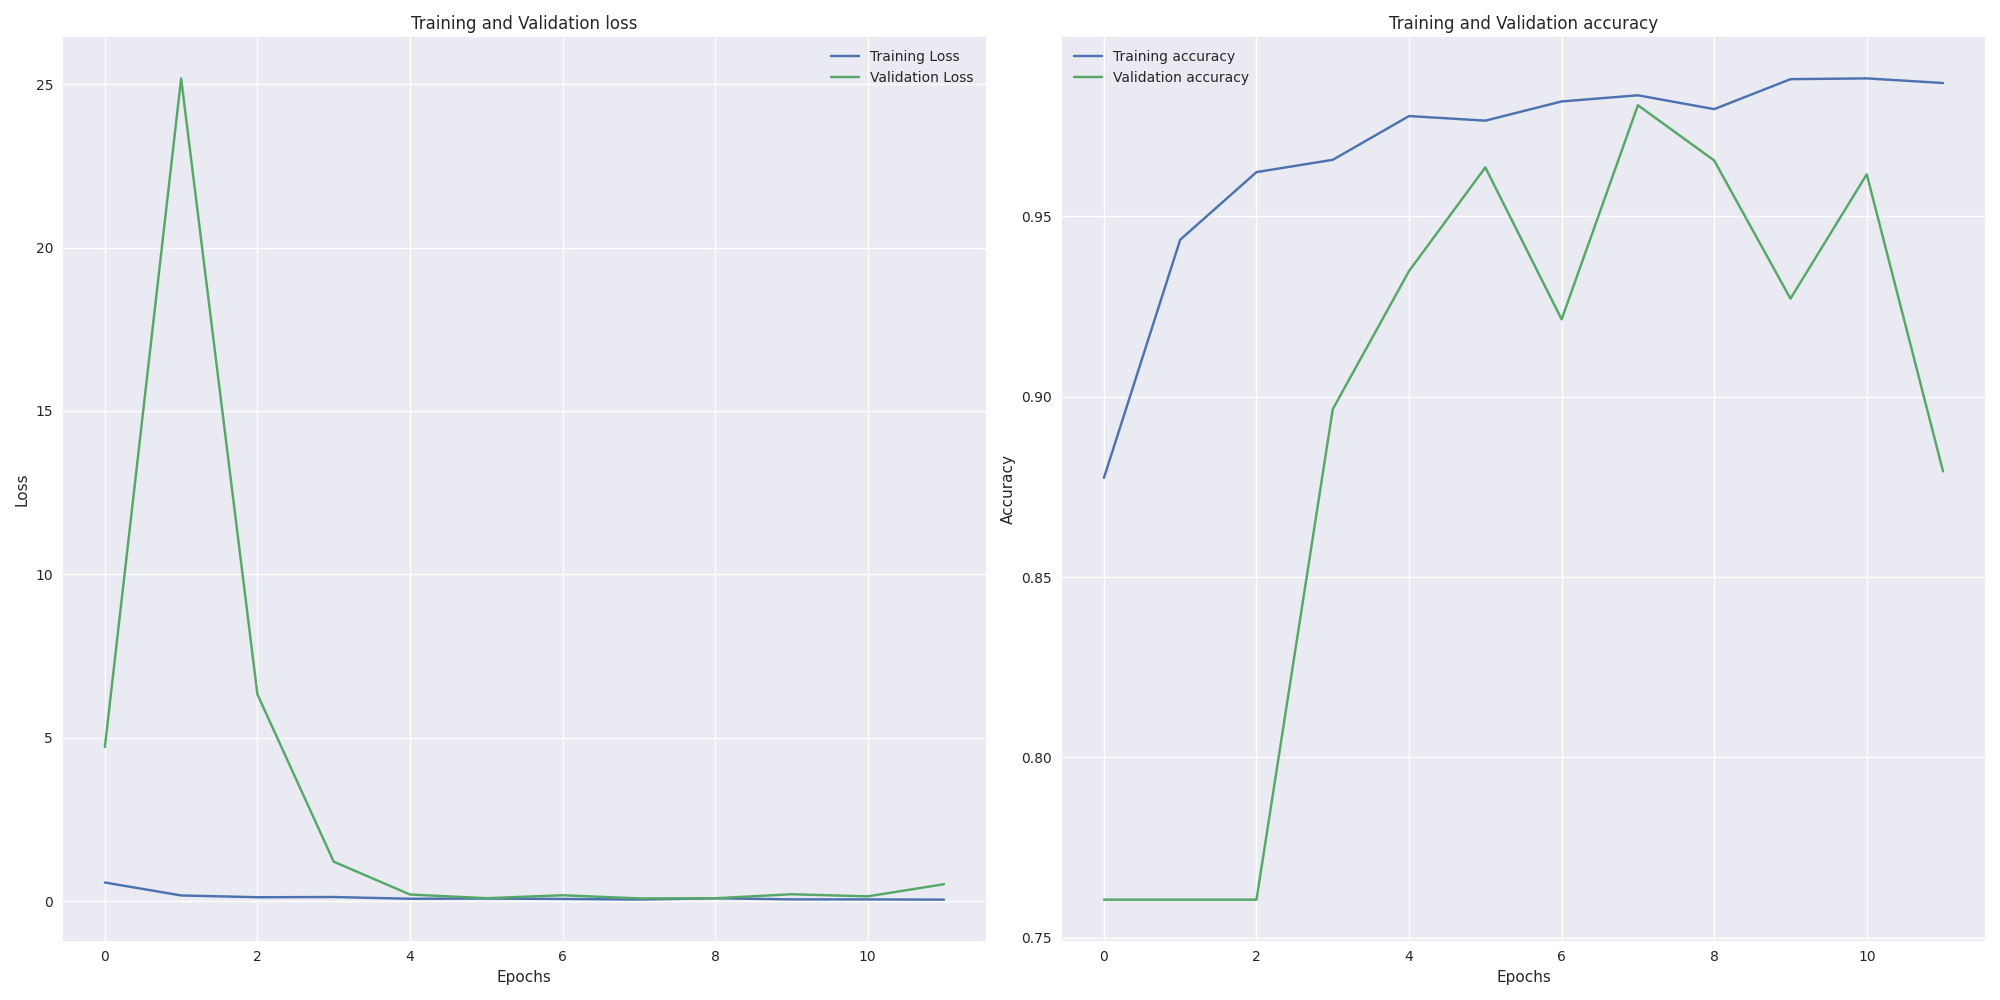 Training and Validation loss
Training Loss
Validation Loss
25
20
15
10
5
0
Loss
0 2 4 6 8 10
Epochs
Training and Validation accuracy
Training accuracy
Validation accuracy
0.95
0.90
0.85
0.80
0.75
Accuracy
0 2 4 6 8 10
Epochs